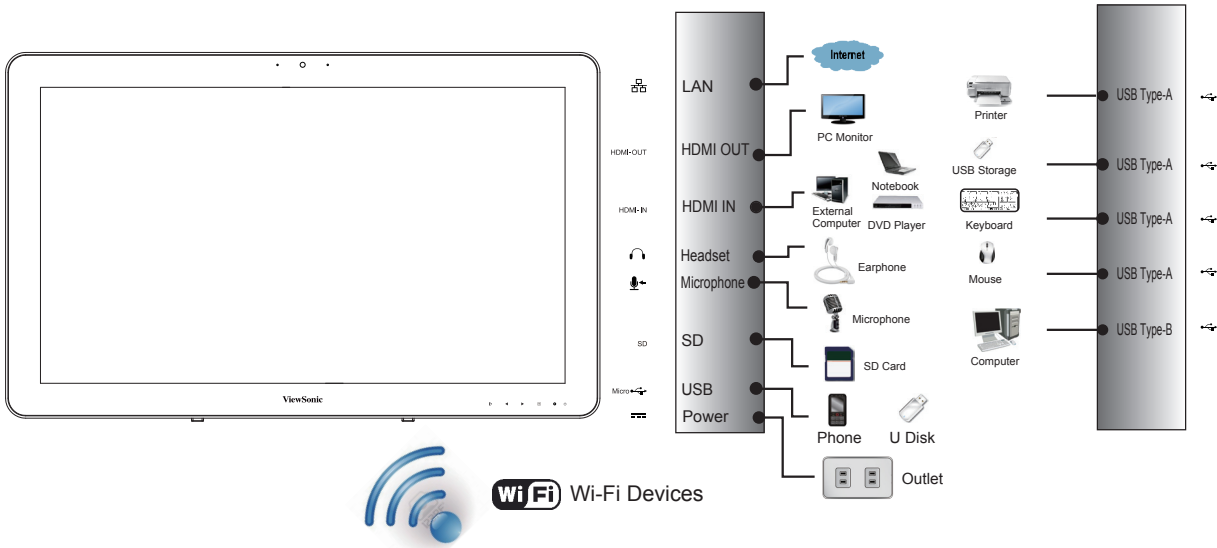 ViewSonic
HDMI-OUT
HDMI-IN
SD
Micro
LAN
HDMI OUT
HDMI IN
Headset
Microphone
SD
USB
Power
Internet
PC Monitor
Notebook
External
Computer
DVD Player
Earphone
Microphone
SD Card
Phone
U Disk
Outlet
Printer
USB Storage
Keyboard
Mouse
Computer
USB Type-A
USB Type-A
USB Type-A
USB Type-A
USB Type-B
Wi Fi Wi-Fi Devices